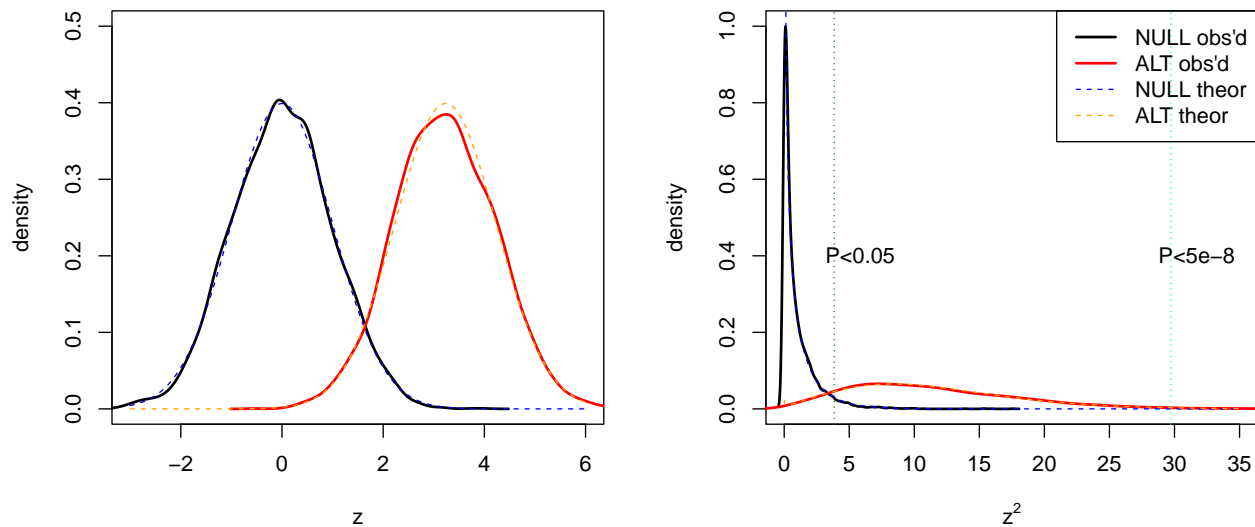 0.5
0.4
0.3
0.2
0.1
0.0
density
−2
0
2
4
6
z
1.0
0.8
0.6
0.4
0.2
0.0
density
NULL obs'd
ALT obs'd
NULL theor
ALT theor
P<0.05
P<5e−8
0
5
10
15
20
25
30
35
z²